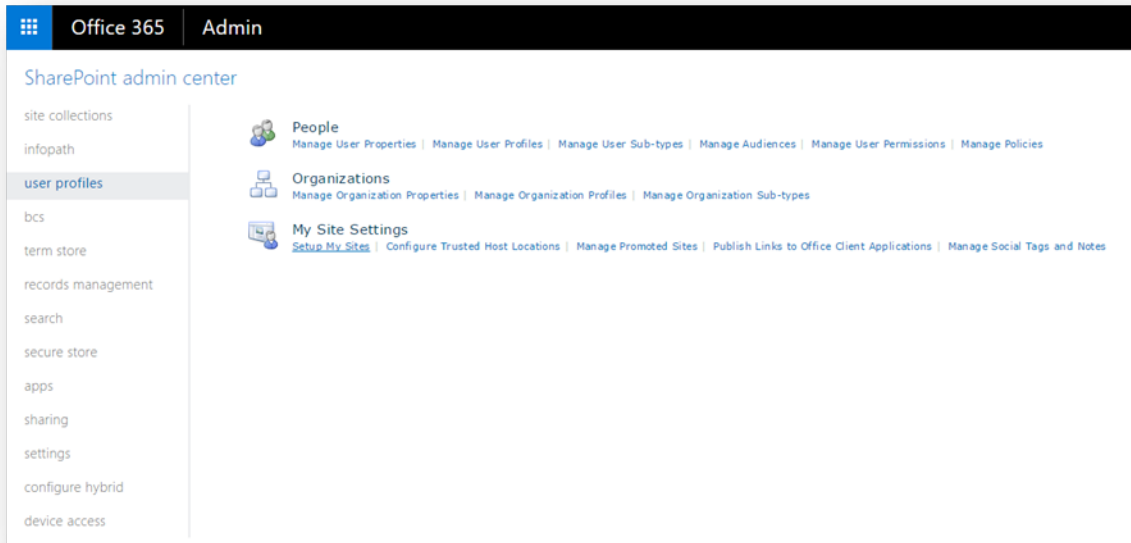 Office 365 Admin
SharePoint admin center
site collections
infopath
user profiles
bcs
term store
records management
search
secure store
apps
sharing
settings
configure hybrid
device access
People
Manage User Properties | Manage User Profiles | Manage User Sub-types | Manage Audiences | Manage User Permissions | Manage Policies
Organizations
Manage Organization Properties | Manage Organization Profiles | Manage Organization Sub-types
My Site Settings
Setup My Sites | Configure Trusted Host Locations | Manage Promoted Sites | Publish Links to Office Client Applications | Manage Social Tags and Notes